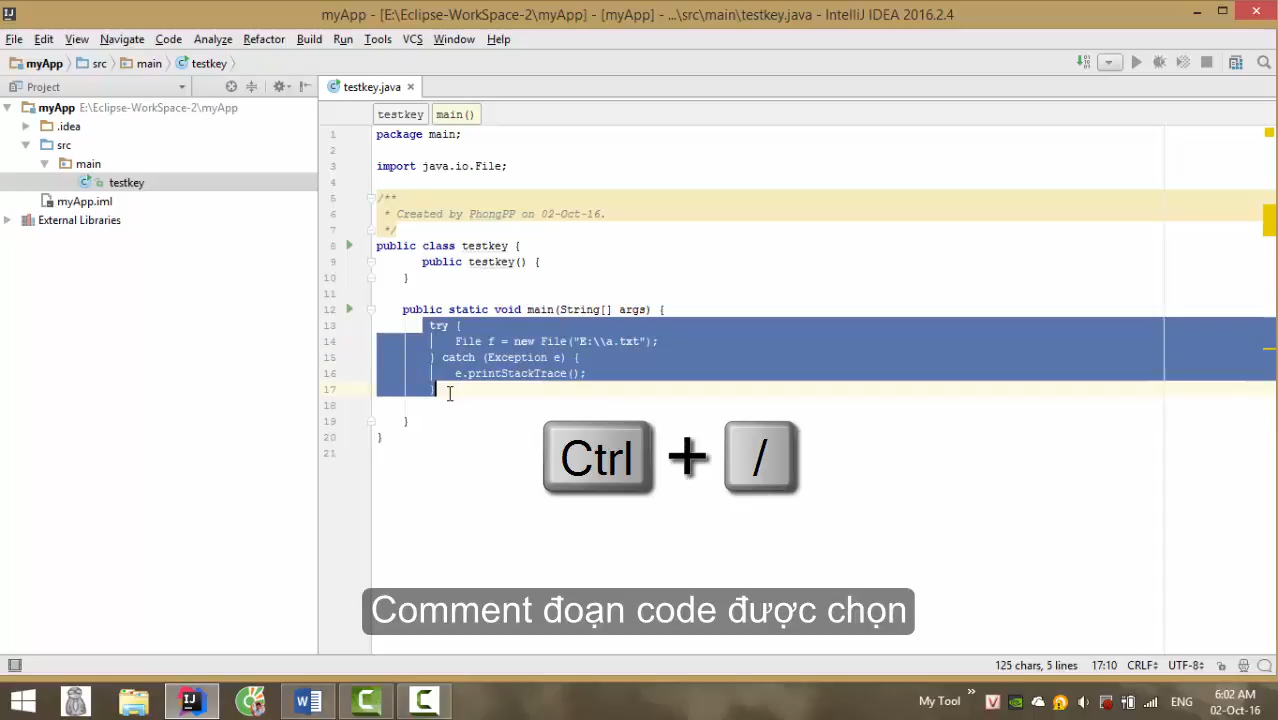 myApp - [E:\Eclipse-WorkSpace-2\myApp] - [myApp] - ...\src\main\testkey.java - IntelliJ IDEA 2016.2.4
File Edit View Navigate Code Analyze Refactor Build Run Tools VCS Window Help
myApp src main testkey
Project
testkey.java
myApp E:\Eclipse-WorkSpace-2\myApp
.idea
src
main
testkey
myApp.iml
External Libraries
testkey main()
1 package main;
2
3 import java.io.File;
4
5 /**
6 * Created by PhongPP on 02-Oct-16.
7 */
8 public class testkey {
9 public testkey() {
10 }
11
12 public static void main(String[] args) {
13 try {
14 File f = new File("E:\\a.txt");
15 } catch (Exception e) {
16 e.printStackTrace();
17 }
18
19 }
20 }
21
Ctrl + /
Comment đoạn code được chọn
125 chars, 5 lines 17:10 CRLF UTF-8
My Tool » ENG 6:02 AM
02-Oct-16